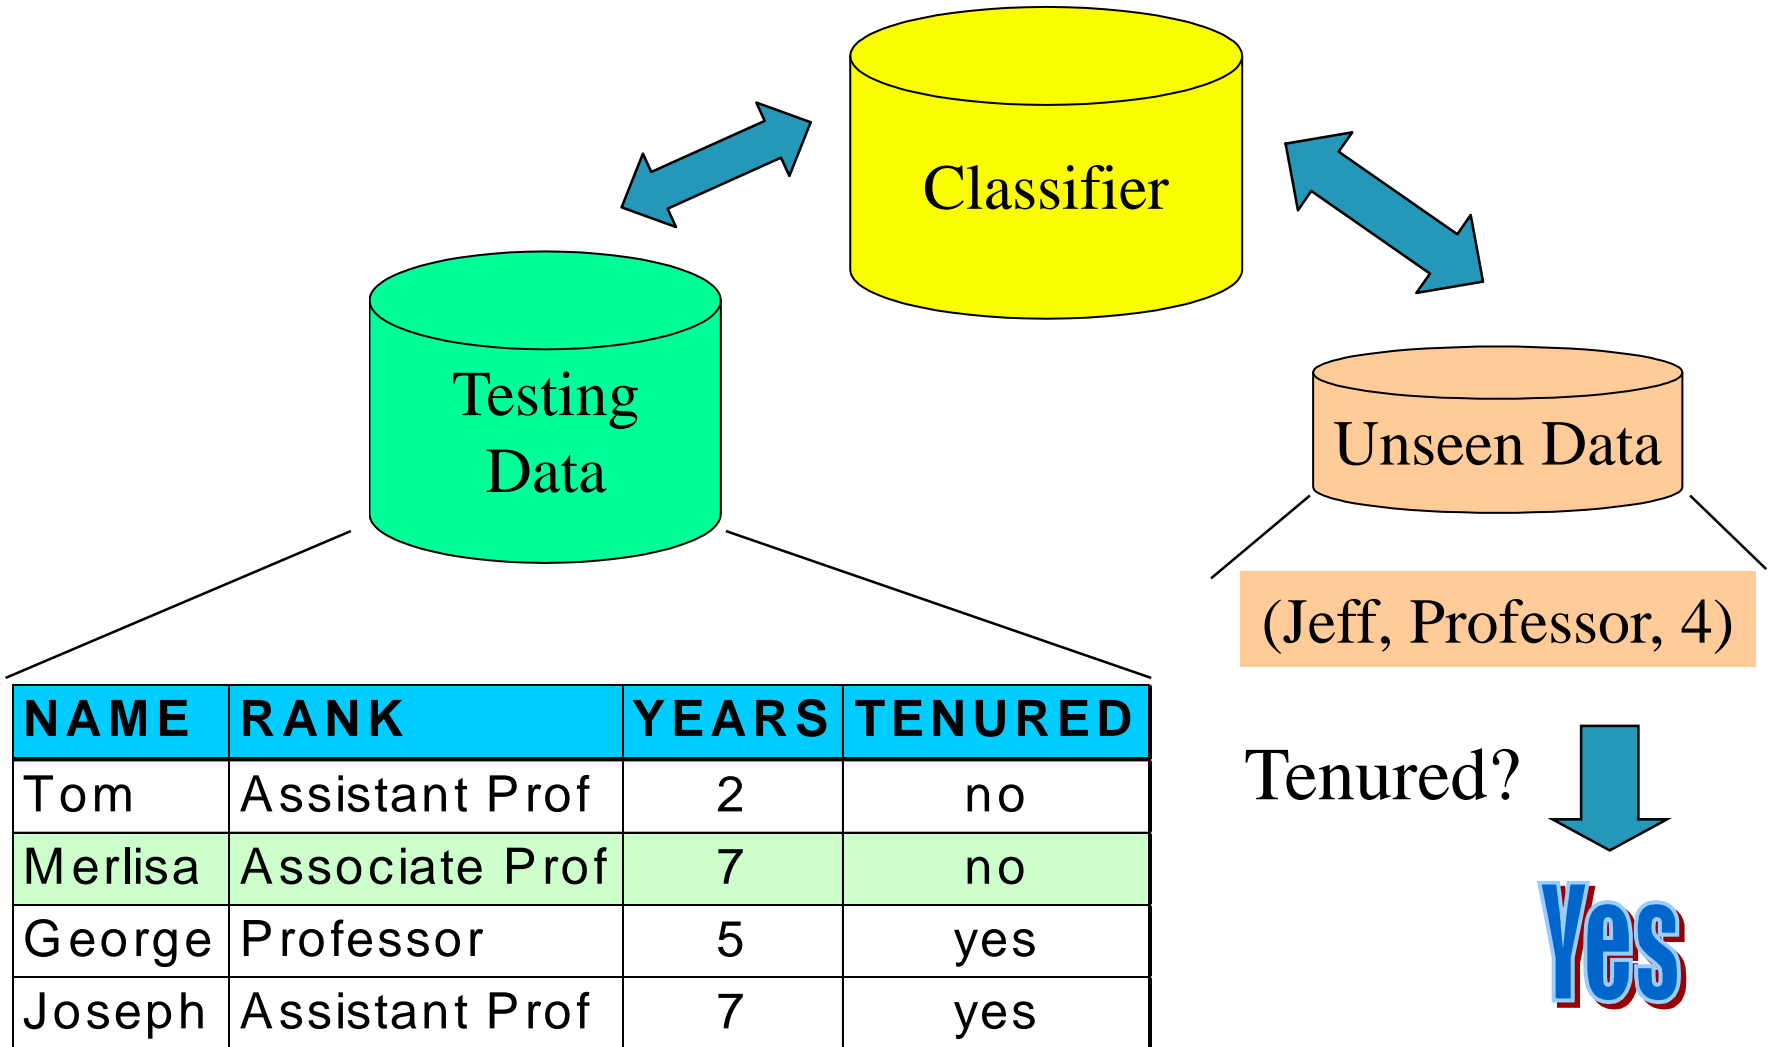 Classifier
Testing
Data
Unseen Data
(Jeff, Professor, 4)
NAME RANK YEARS TENURED
Tom Assistant Prof 2 no
Merlisa Associate Prof 7 no
George Professor 5 yes
Joseph Assistant Prof 7 yes
Tenured?
Yes